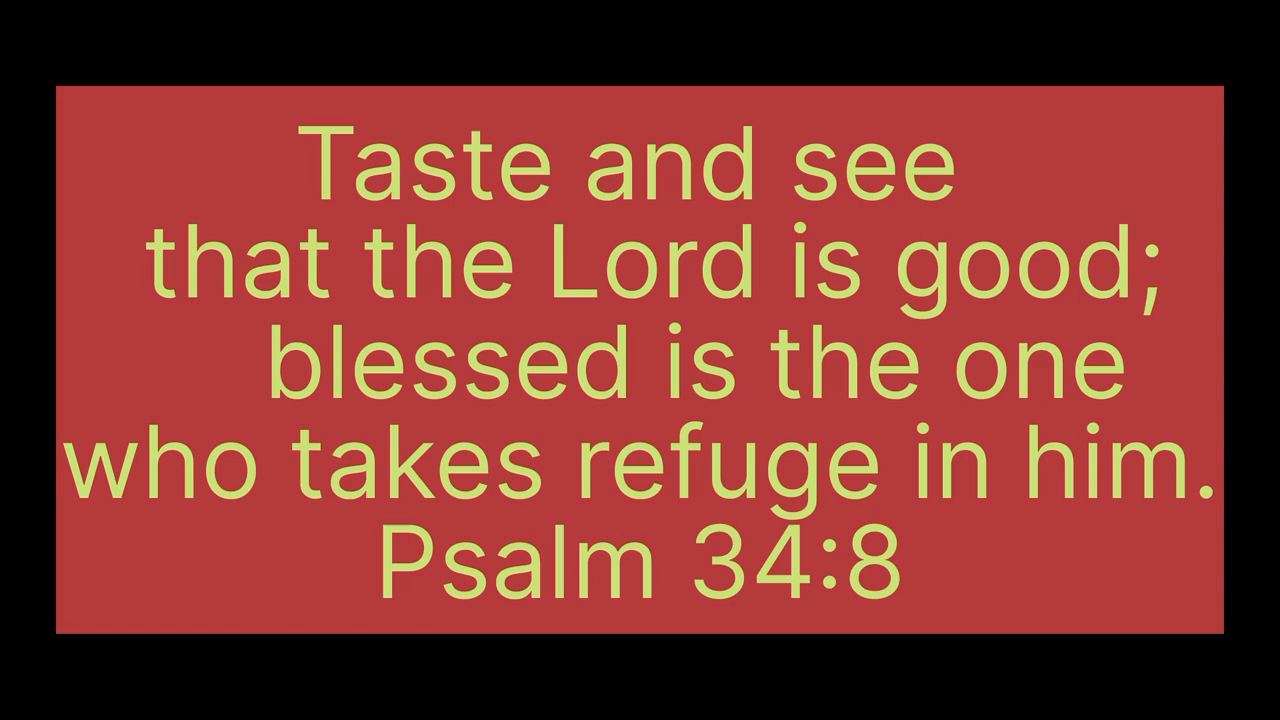 Taste and see
that the Lord is good;
blessed is the one
who takes refuge in him.
Psalm 34:8